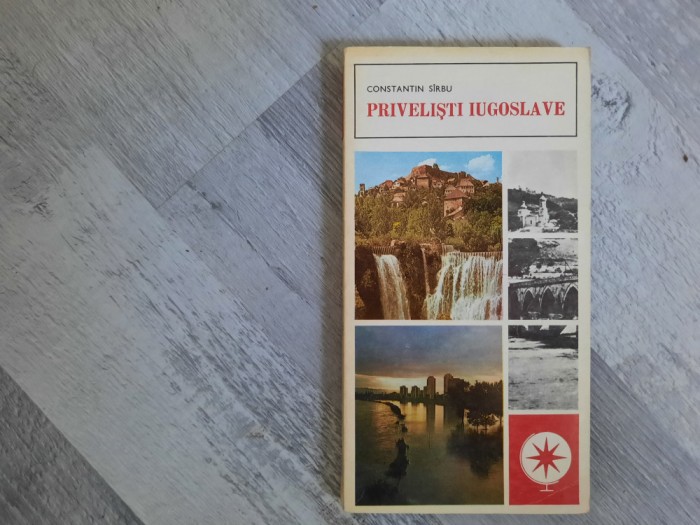 CONSTANTIN SÎRBU
PRIVELIȘTI IUGOSLAVE